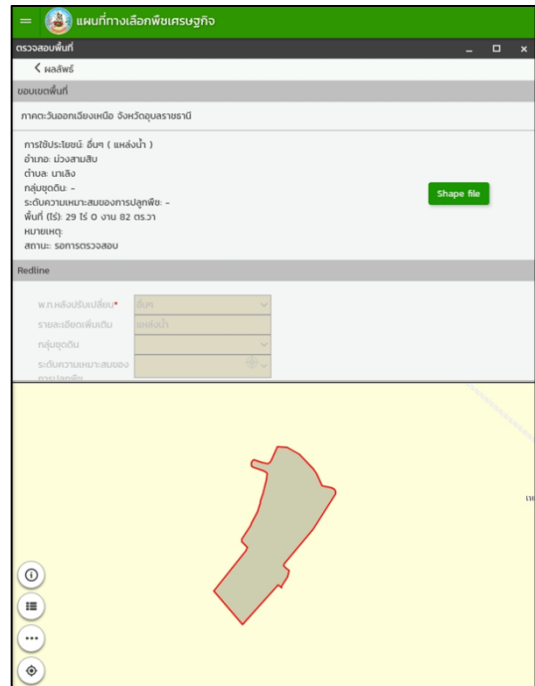 แผนที่ทางเลือกพืชเศรษฐกิจ
ตรวจสอบพื้นที่
ผลลัพธ์
ขอบเขตพื้นที่
ภาคตะวันออกเฉียงเหนือ จังหวัดอุบลราชธานี
การใช้ประโยชน์: อื่นๆ ( แหล่งน้ำ )
อำเภอ: ม่วงสามสิบ
ตำบล: นาเลิง
กลุ่มชุดดิน: -
ระดับความเหมาะสมของการปลูกพืช: -
พื้นที่ (ไร่): 29 ไร่ 0 งาน 82 ตร.วา
หมายเหตุ:
สถานะ: รอการตรวจสอบ
Shape file
Redline
พ.ท.หลังปรับเปลี่ยน* อื่นๆ
รายละเอียดเพิ่มเติม แหล่งน้ำ
กลุ่มชุดดิน
ระดับความเหมาะสมของ
การปลูกพืช